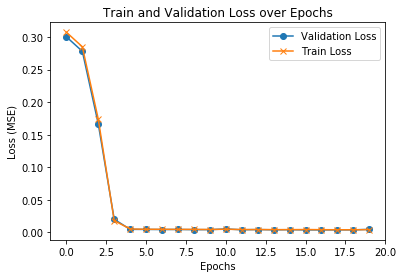 Train and Validation Loss over Epochs
Validation Loss
Train Loss
Loss (MSE)
0.30
0.25
0.20
0.15
0.10
0.05
0.00
0.0 2.5 5.0 7.5 10.0 12.5 15.0 17.5 20.0
Epochs